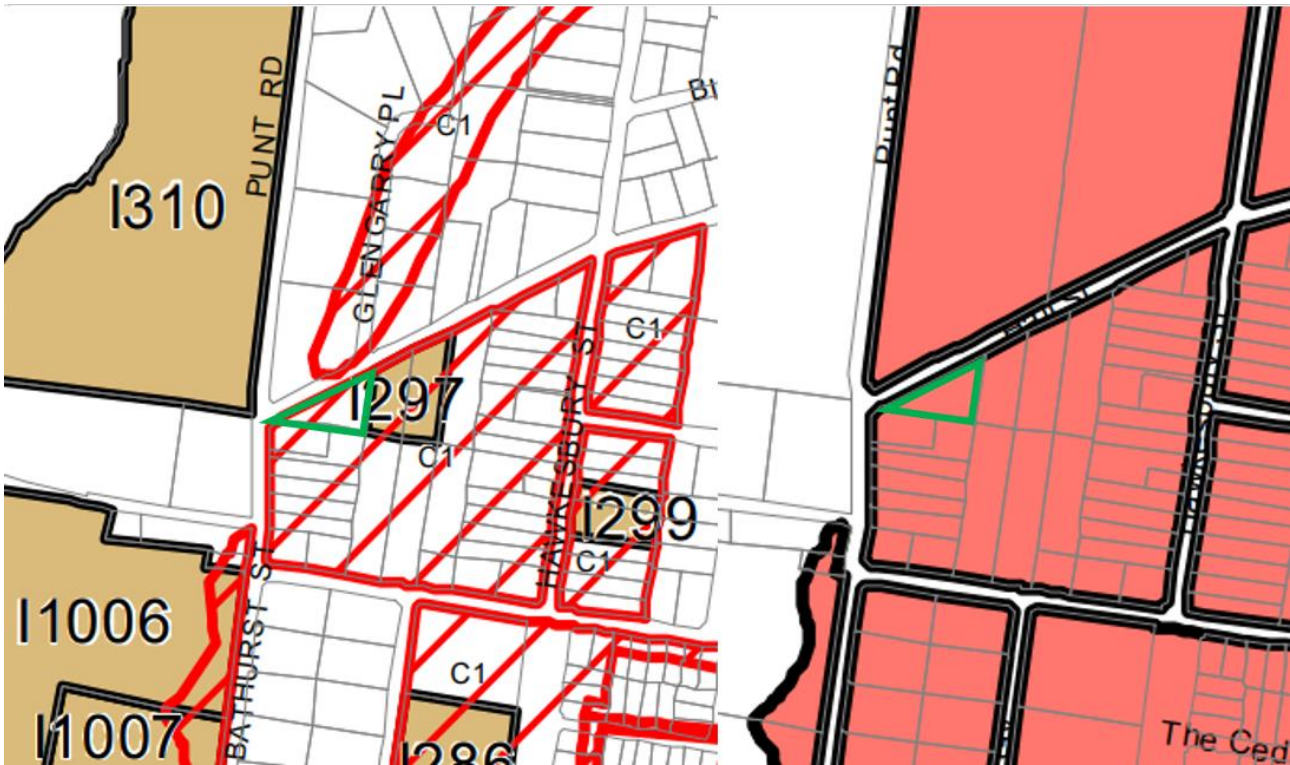 PUNT RD
I310
GLENGARRY PL
C1
C1
I297
C1
HAWKESBURY ST
I299
C1
I1006
BATHURST ST
I1007
C1
I286
Punt Rd
The Ced